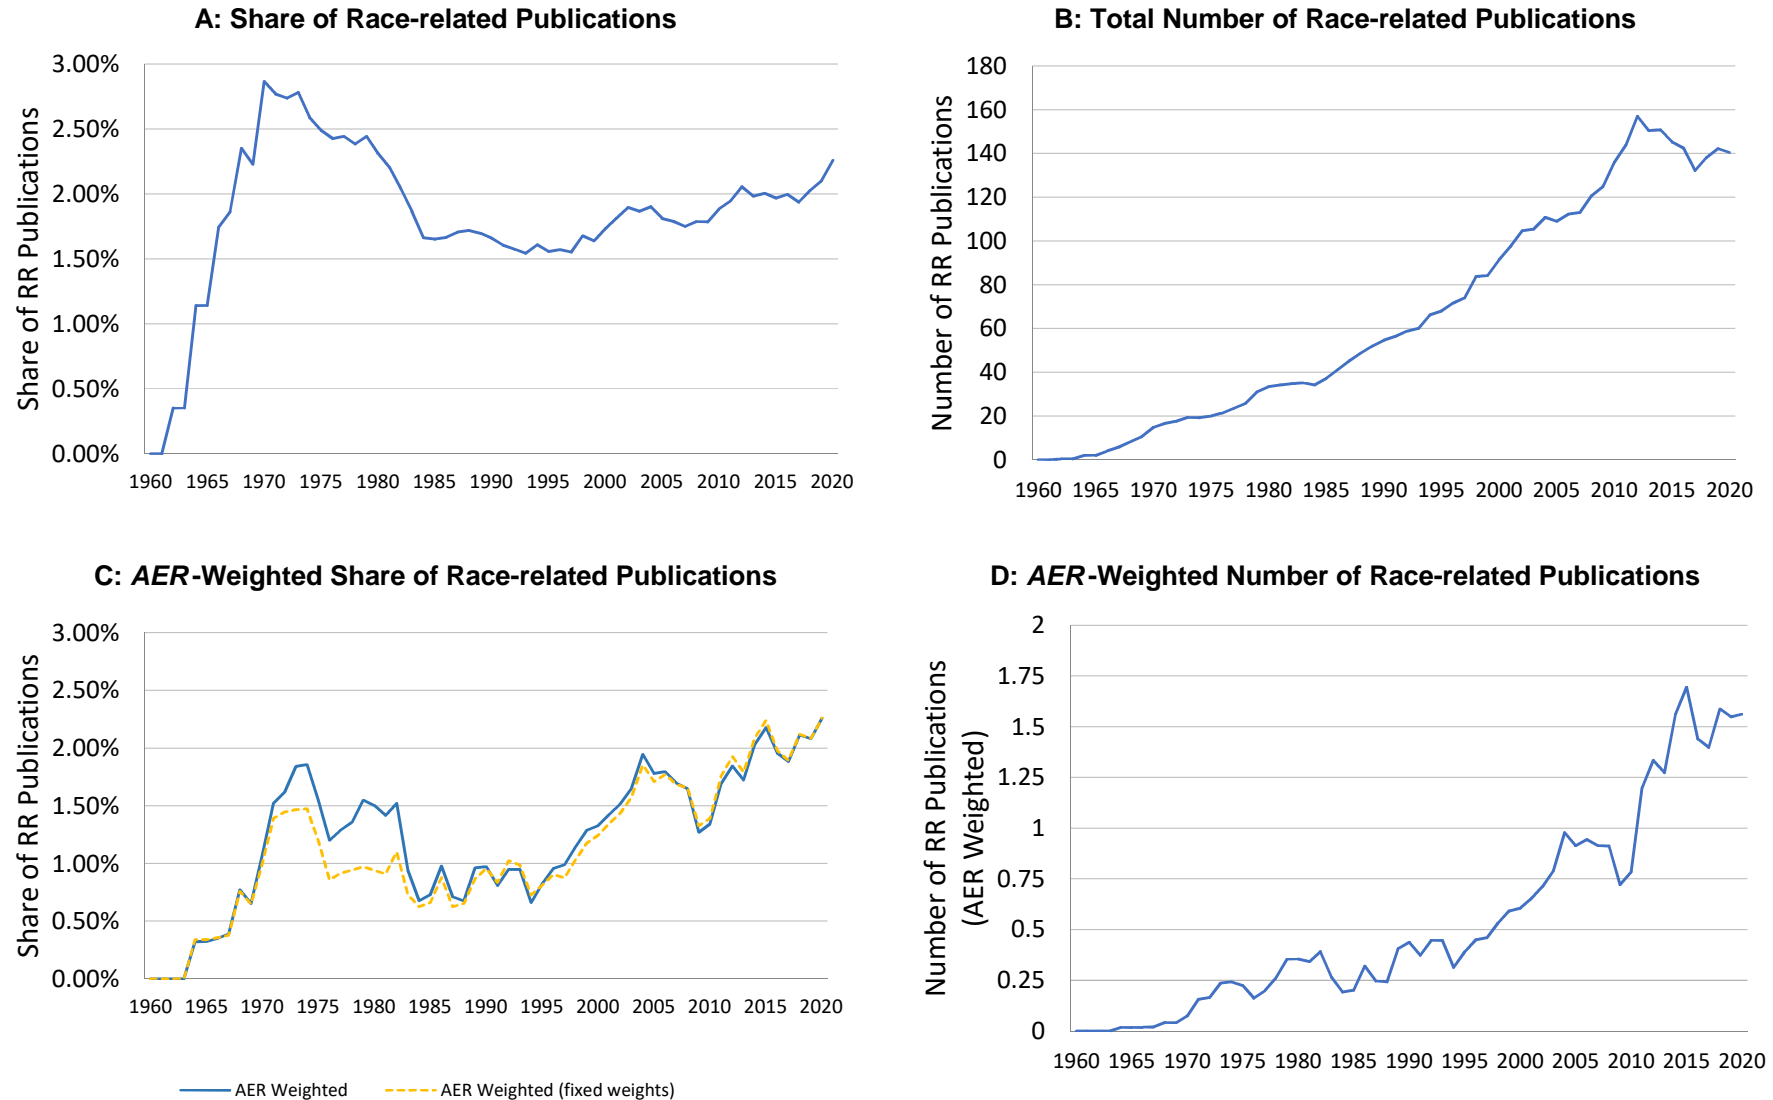 A: Share of Race-related Publications
Share of RR Publications
3.00%
2.50%
2.00%
1.50%
1.00%
0.50%
0.00%
1960 1965 1970 1975 1980 1985 1990 1995 2000 2005 2010 2015 2020
B: Total Number of Race-related Publications
Number of RR Publications
180
160
140
120
100
80
60
40
20
0
1960 1965 1970 1975 1980 1985 1990 1995 2000 2005 2010 2015 2020
C: AER-Weighted Share of Race-related Publications
Share of RR Publications
3.00%
2.50%
2.00%
1.50%
1.00%
0.50%
0.00%
1960 1965 1970 1975 1980 1985 1990 1995 2000 2005 2010 2015 2020
AER Weighted AER Weighted (fixed weights)
D: AER-Weighted Number of Race-related Publications
Number of RR Publications
(AER Weighted)
2
1.75
1.5
1.25
1
0.75
0.5
0.25
0
1960 1965 1970 1975 1980 1985 1990 1995 2000 2005 2010 2015 2020